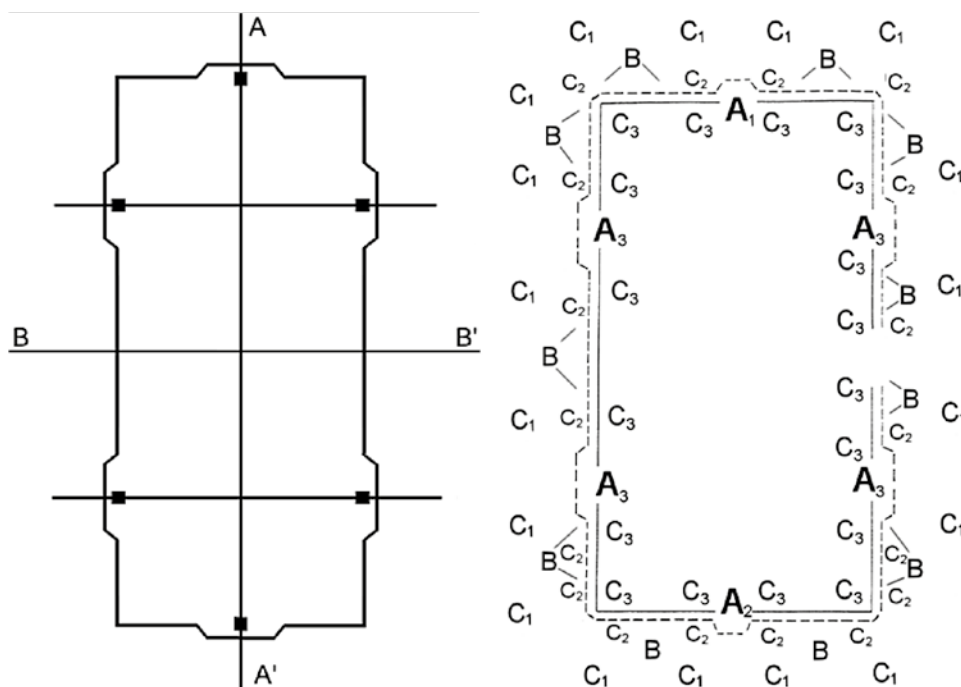 A
B B'
A'
C₁ C₁ C₁ C₁
B B
C₂ C₂ C₂ C₂
C₁
A₁
C₃ C₃ C₃ C₃
B B
C₁ C₂ C₃ C₃ C₂ C₁
A₃ A₃
C₃
C₁ C₃ B C₁
C₂ C₃ C₂
B
C₃ B
C₁ C₂ C₃
C₃ C₂
A₃ A₃
C₁ C₃ C₃ C₁
C₂ C₂
B B
C₂ C₃ C₃ C₃ C₃ C₂
C₁ A₂
C₂ C₂ C₂ C₂
B B
C₁ C₁ C₁ C₁